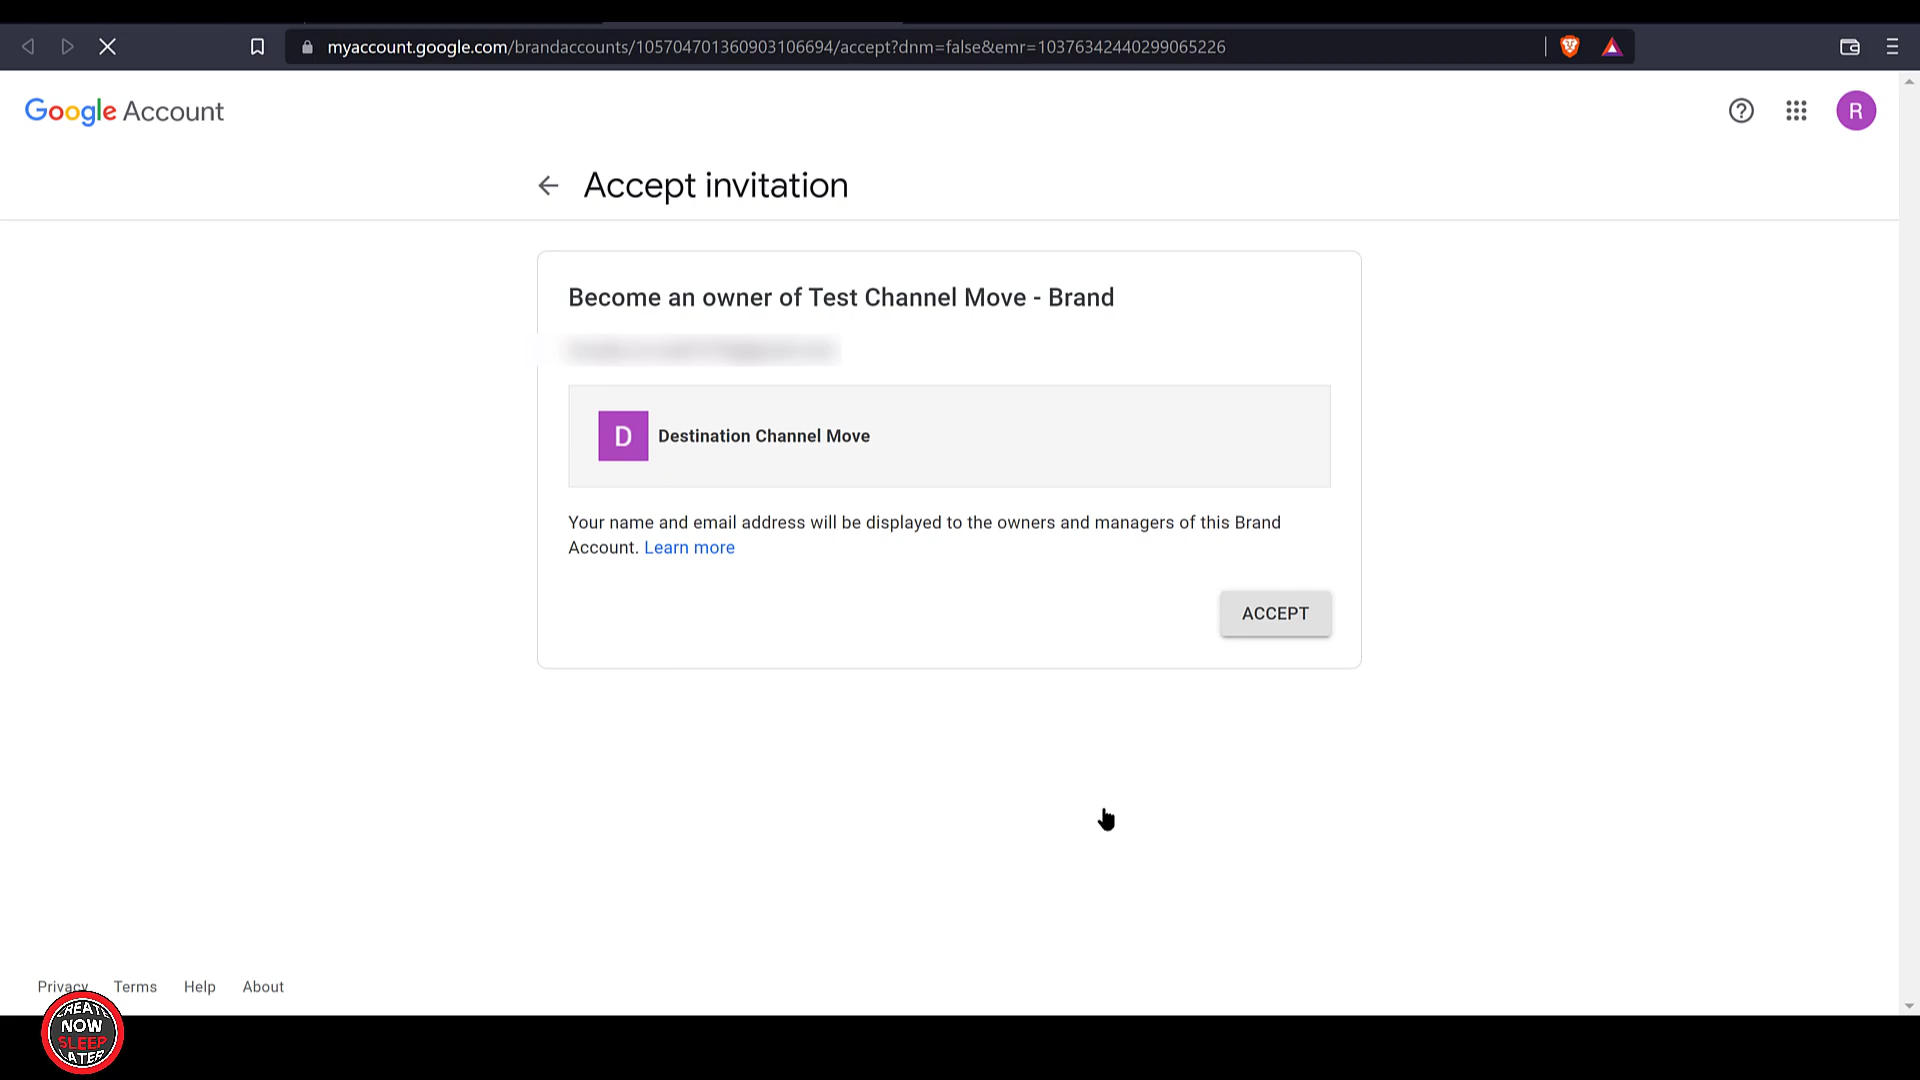 myaccount.google.com/brandaccounts/105704701360903106694/accept?dnm=false&emr=10376342440299065226
Google Account
R
Accept invitation
Become an owner of Test Channel Move - Brand
D Destination Channel Move
Your name and email address will be displayed to the owners and managers of this Brand
Account. Learn more
ACCEPT
Privacy Terms Help About
NOW
SLEEP